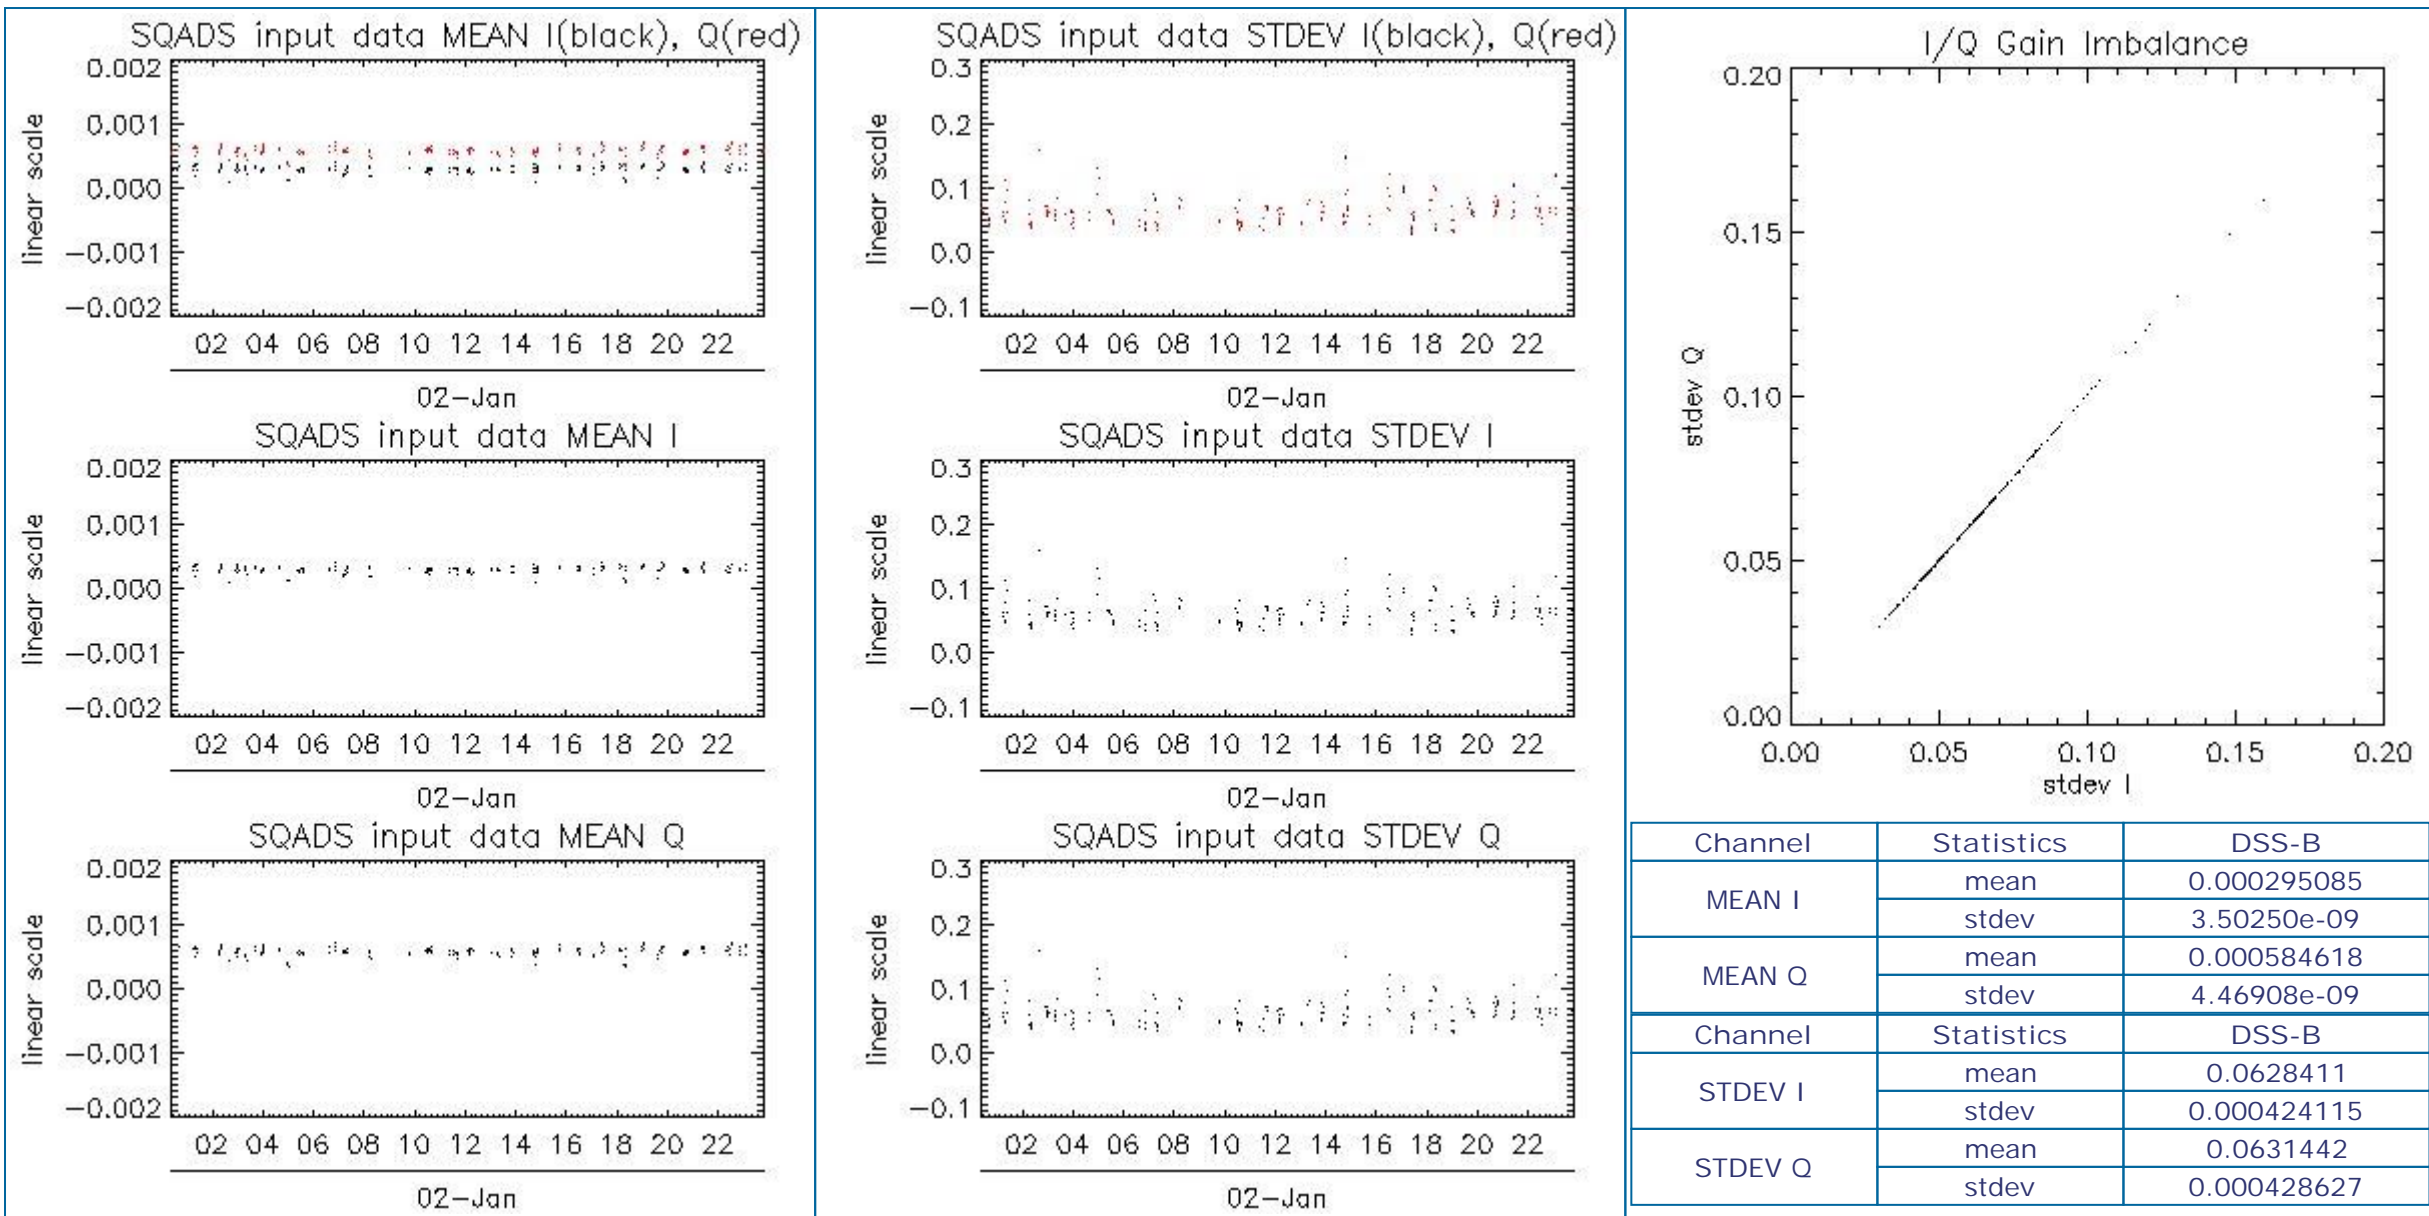 SQADS input data MEAN I(black), Q(red)
linear scale
0.002
0.001
0.000
-0.001
-0.002
02 04 06 08 10 12 14 16 18 20 22
02-Jan
SQADS input data MEAN I
linear scale
0.002
0.001
0.000
-0.001
-0.002
02 04 06 08 10 12 14 16 18 20 22
02-Jan
SQADS input data MEAN Q
linear scale
0.002
0.001
0.000
-0.001
-0.002
02 04 06 08 10 12 14 16 18 20 22
02-Jan
SQADS input data STDEV I(black), Q(red)
linear scale
0.3
0.2
0.1
0.0
-0.1
02 04 06 08 10 12 14 16 18 20 22
02-Jan
SQADS input data STDEV I
linear scale
0.3
0.2
0.1
0.0
-0.1
02 04 06 08 10 12 14 16 18 20 22
02-Jan
SQADS input data STDEV Q
linear scale
0.3
0.2
0.1
0.0
-0.1
02 04 06 08 10 12 14 16 18 20 22
02-Jan
I/Q Gain Imbalance
stdev Q
0.20
0.15
0.10
0.05
0.00
0.00 0.05 0.10 0.15 0.20
stdev I
Channel Statistics DSS-B
MEAN I mean 0.000295085
stdev 3.50250e-09
MEAN Q mean 0.000584618
stdev 4.46908e-09
Channel Statistics DSS-B
STDEV I mean 0.0628411
stdev 0.000424115
STDEV Q mean 0.0631442
stdev 0.000428627